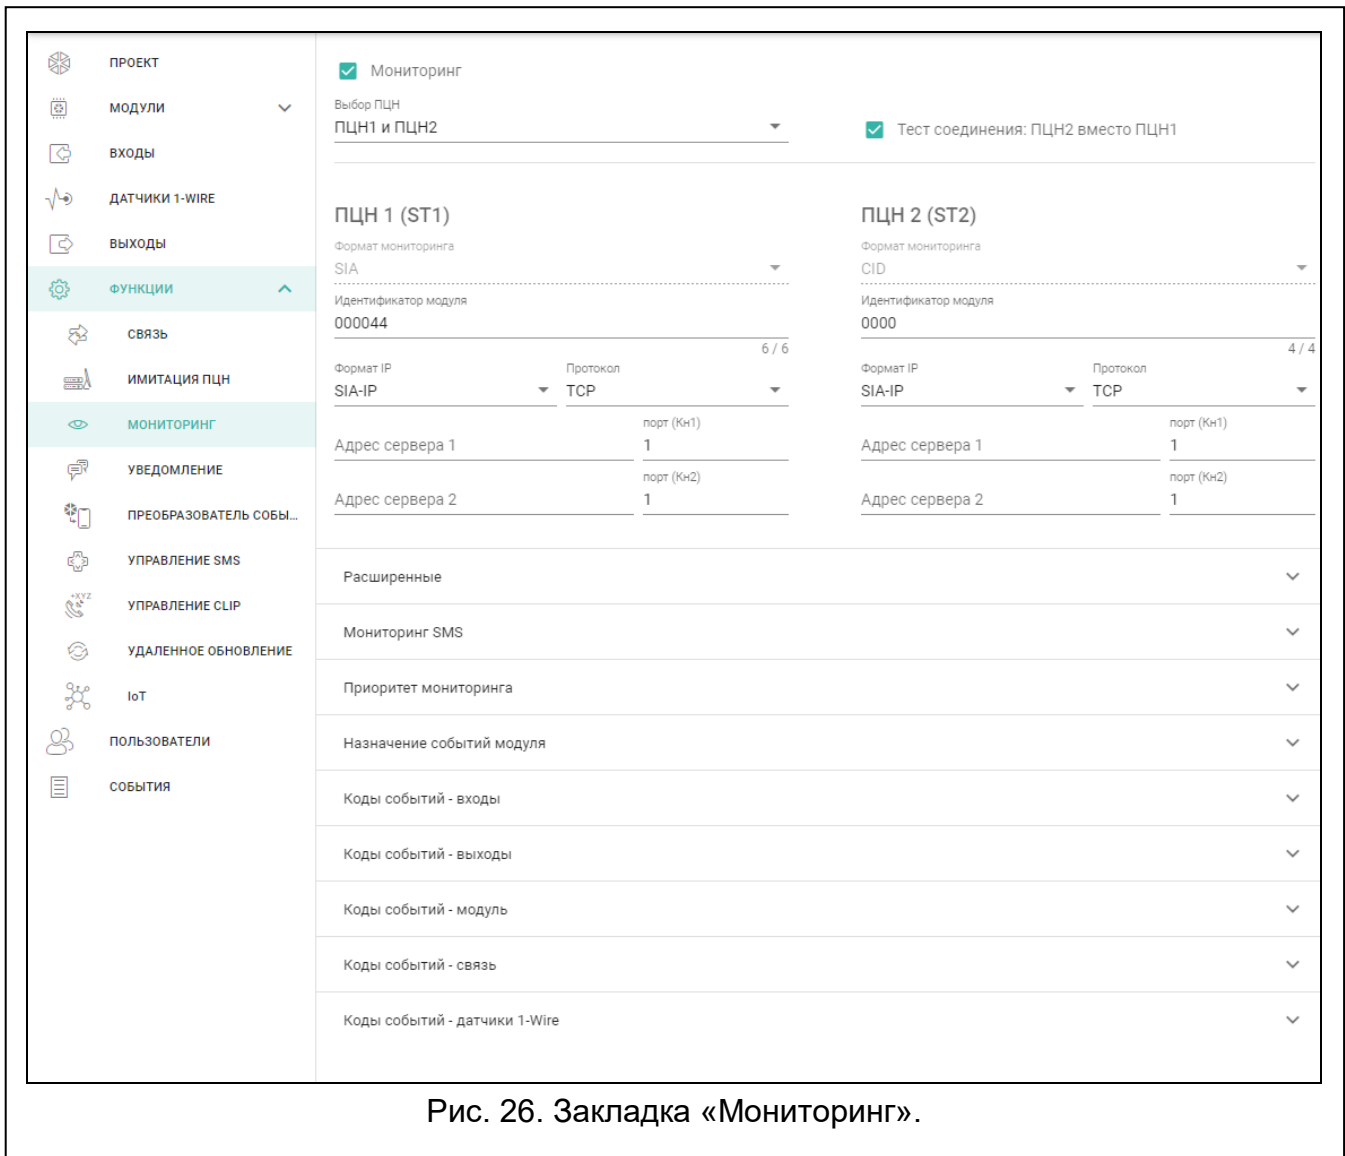 ПРОЕКТ
МОДУЛИ
ВХОДЫ
ДАТЧИКИ 1-WIRE
ВЫХОДЫ
ФУНКЦИИ
СВЯЗЬ
ИМИТАЦИЯ ПЦН
МОНИТОРИНГ
УВЕДОМЛЕНИЕ
ПРЕОБРАЗОВАТЕЛЬ СОБЫ...
УПРАВЛЕНИЕ SMS
+XYZ
УПРАВЛЕНИЕ CLIP
УДАЛЕННОЕ ОБНОВЛЕНИЕ
IoT
ПОЛЬЗОВАТЕЛИ
СОБЫТИЯ
Мониторинг
Выбор ПЦН
ПЦН1 и ПЦН2
Тест соединения: ПЦН2 вместо ПЦН1
ПЦН 1 (ST1)
Формат мониторинга
SIA
Идентификатор модуля
000044
6 / 6
Формат IP
Протокол
SIA-IP
TCP
порт (Кн1)
Адрес сервера 1
1
порт (Кн2)
Адрес сервера 2
1
ПЦН 2 (ST2)
Формат мониторинга
CID
Идентификатор модуля
0000
4 / 4
Формат IP
Протокол
SIA-IP
TCP
порт (Кн1)
Адрес сервера 1
1
порт (Кн2)
Адрес сервера 2
1
Расширенные
Мониторинг SMS
Приоритет мониторинга
Назначение событий модуля
Коды событий - входы
Коды событий - выходы
Коды событий - модуль
Коды событий - связь
Коды событий - датчики 1-Wire
Рис. 26. Закладка «Мониторинг».